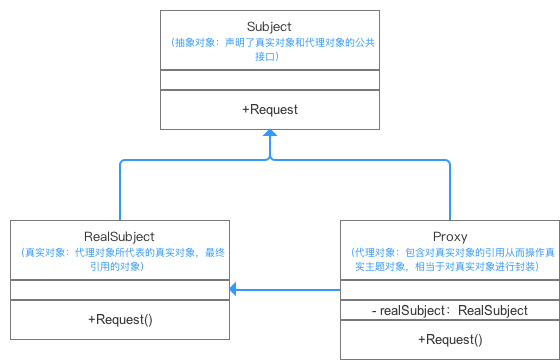 Subject
（抽象对象：声明了真实对象和代理对象的公共
接口）
+Request
RealSubject
（真实对象：代理对象所代表的真实对象，最终
引用的对象）
+Request()
Proxy
（代理对象：包含对真实对象的引用从而操作真
实主题对象，相当于对真实对象进行封装）
- realSubject：RealSubject
+Request()